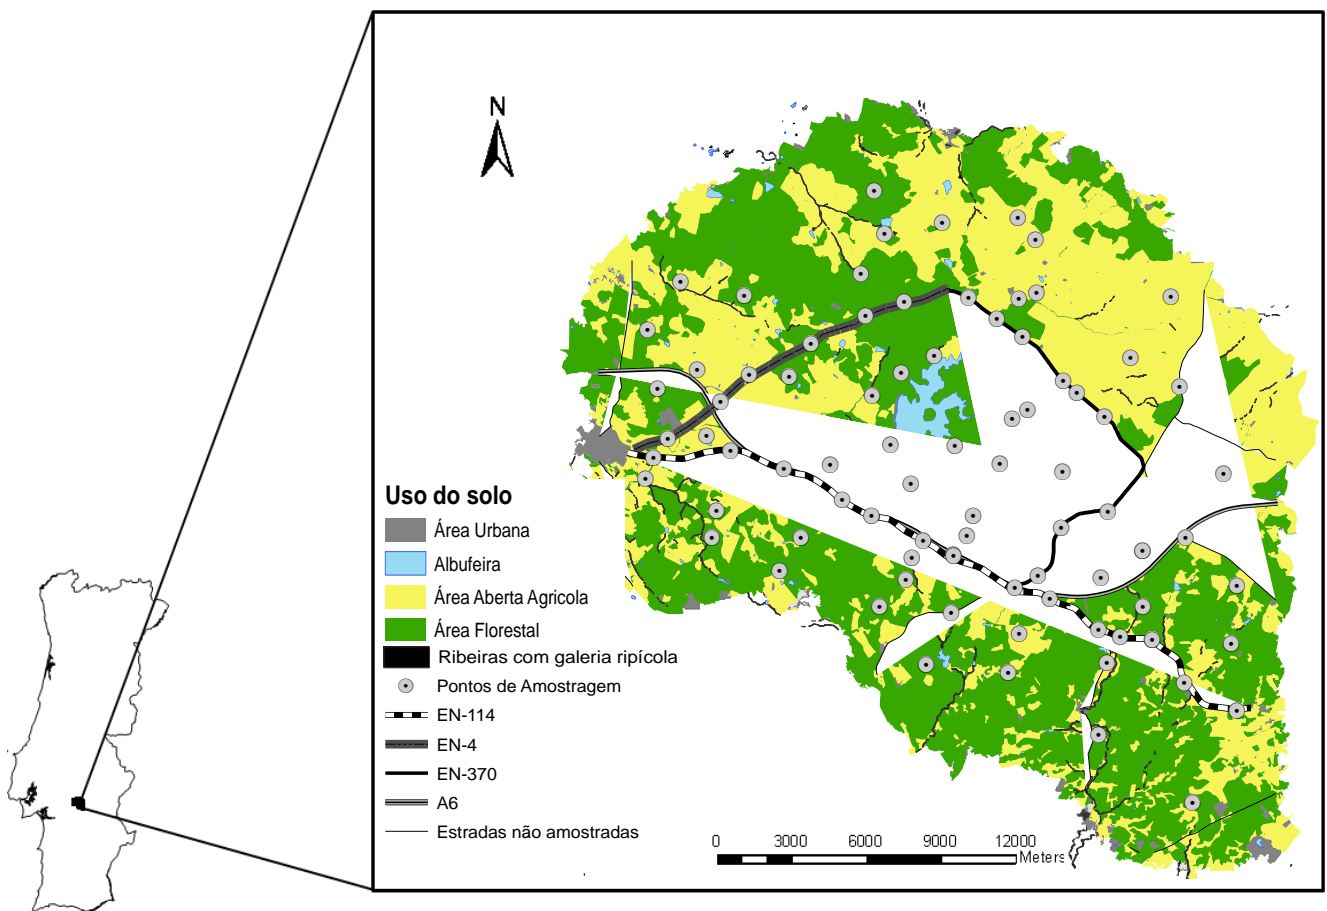 N
Uso do solo
Área Urbana
Albufeira
Área Aberta Agricola
Área Florestal
Ribeiras com galeria ripícola
Pontos de Amostragem
EN-114
EN-4
EN-370
A6
Estradas não amostradas
0 3000 6000 9000 12000
Meters